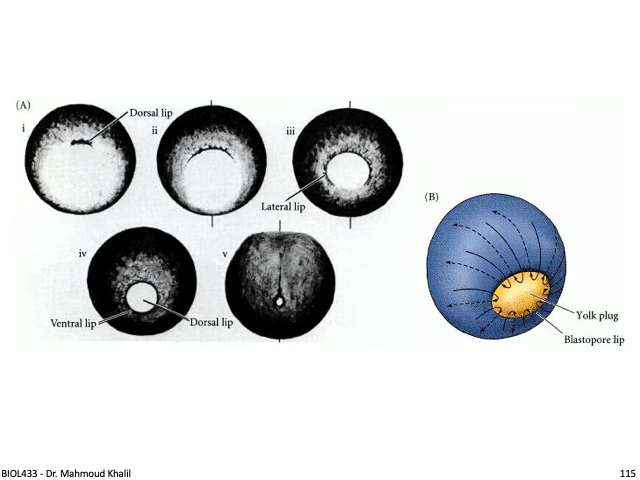 (A)
i
Dorsal lip
ii
iii
Lateral lip
iv
v
Ventral lip
Dorsal lip
(B)
Yolk plug
Blastopore lip
BIOL433 - Dr. Mahmoud Khalil
115